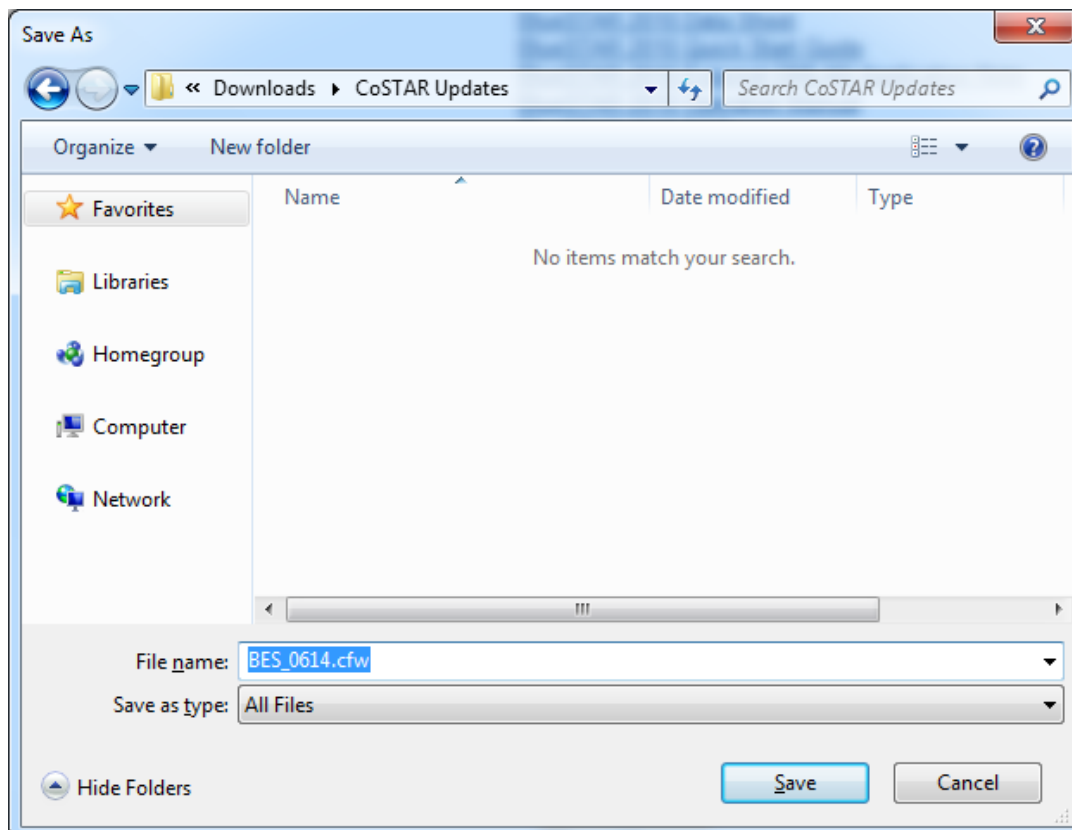 Save As
« Downloads CoSTAR Updates
Search CoSTAR Updates
Organize
New folder
Name
Date modified
Type
Favorites
No items match your search.
Libraries
Homegroup
Computer
Network
File name: BES_0614.cfw
Save as type: All Files
Hide Folders
Save
Cancel